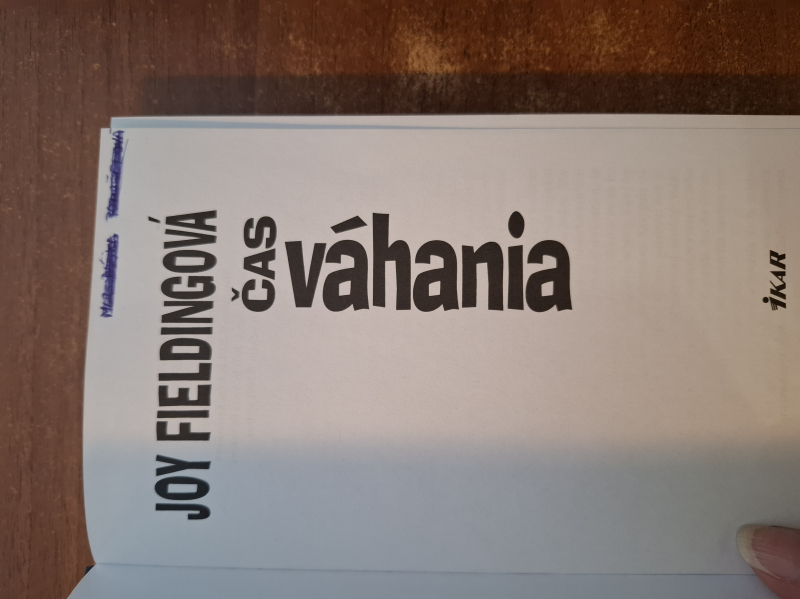 JOY FIELDINGOVÁ
ČAS
váhania
IKAR